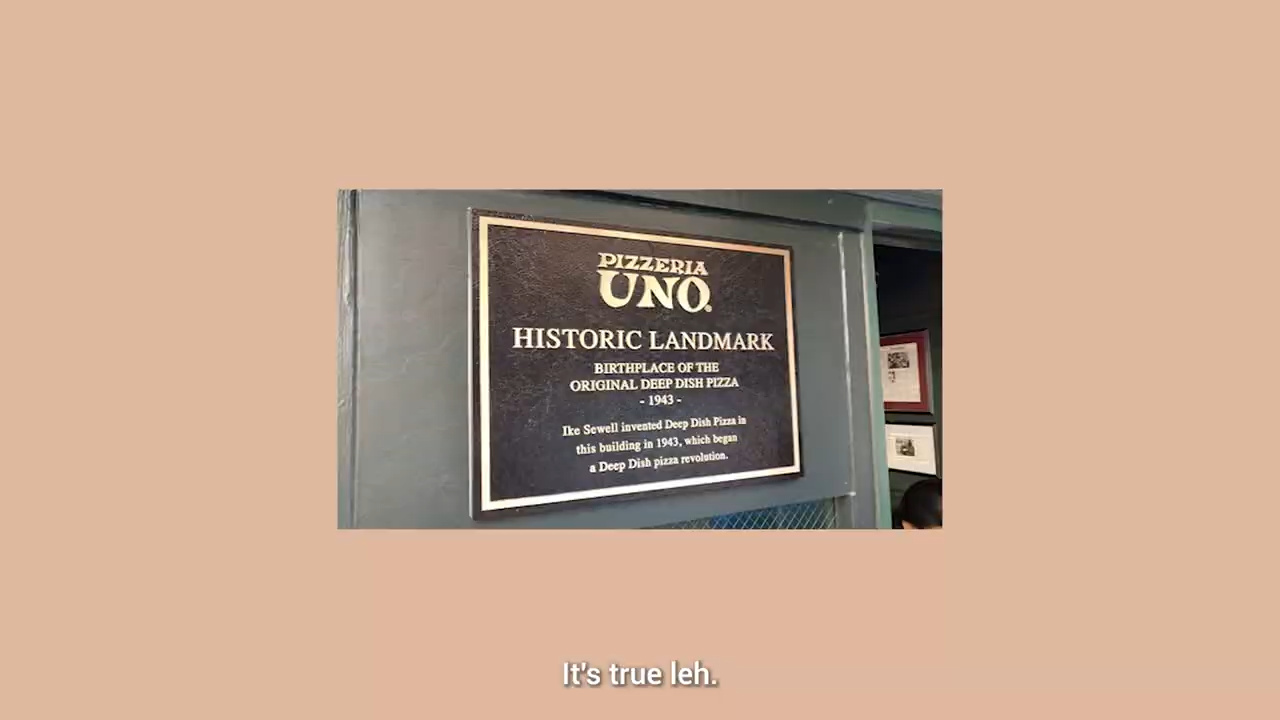 PIZZERIA
UNO®
HISTORIC LANDMARK
BIRTHPLACE OF THE
ORIGINAL DEEP DISH PIZZA
- 1943 -
Ike Sewell invented Deep Dish Pizza in
this building in 1943, which began
a Deep Dish pizza revolution.
It's true leh.